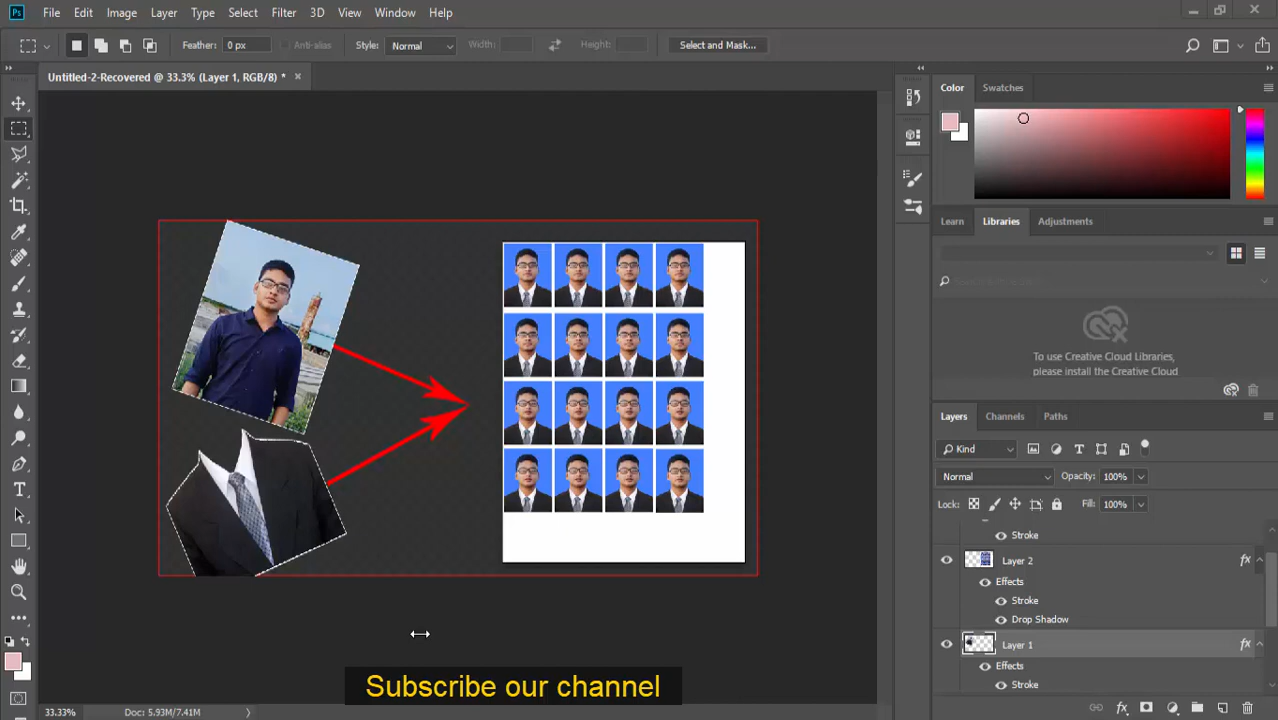 Ps File Edit Image Layer Type Select Filter 3D View Window Help
Feather: 0 px Anti-alias Style: Normal Width: Height: Select and Mask...
Untitled-2-Recovered @ 33.3% (Layer 1, RGB/8) *
Color Swatches
Learn Libraries Adjustments
To use Creative Cloud Libraries,
please install the Creative Cloud
Layers Channels Paths
Kind
Normal Opacity: 100%
Lock: Fill: 100%
Stroke
Layer 2 fx
Effects
Stroke
Drop Shadow
Layer 1 fx
Effects
Stroke
Subscribe our channel
33.33% Doc: 5.93M/7.41M
fx